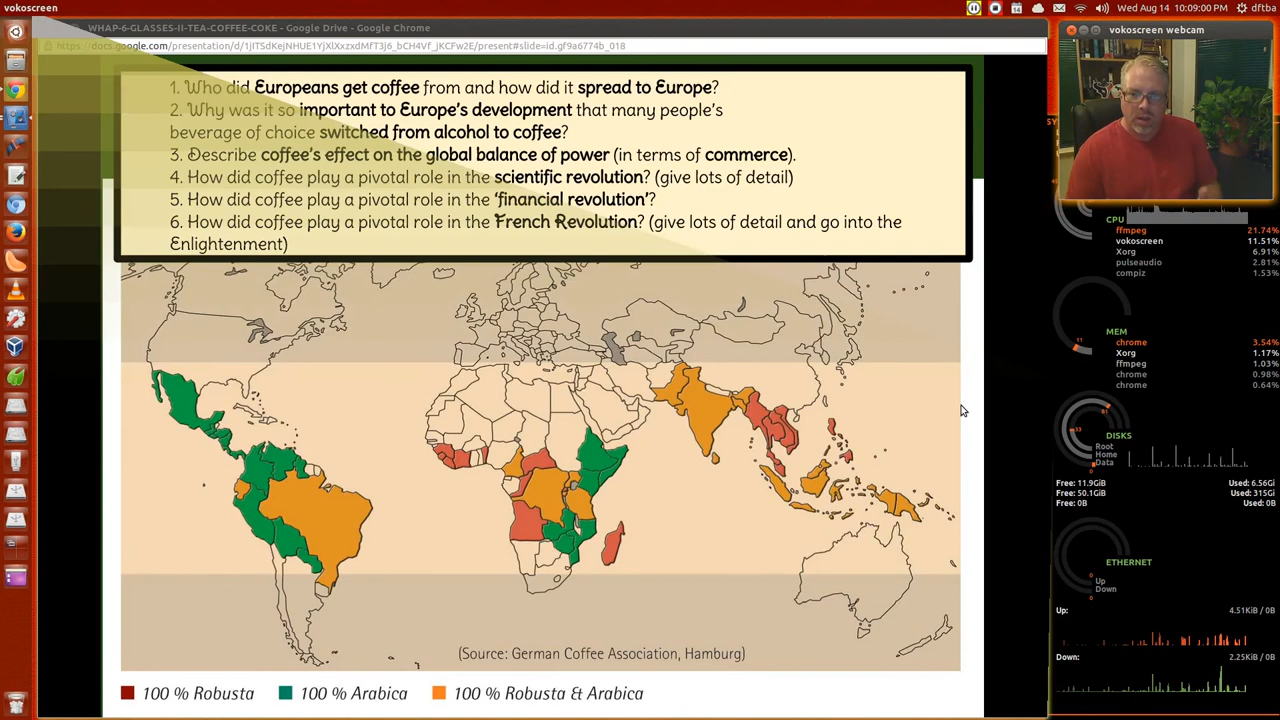 vokoscreen
Wed Aug 14 10:09:00 PM
dftba
WHAP-6-GLASSES-II-TEA-COFFEE-COKE - Google Drive - Google Chrome
vokoscreen webcam
1. Who did Europeans get coffee from and how did it spread to Europe?
2. Why was it so important to Europe's development that many people's
beverage of choice switched from alcohol to coffee?
3. Describe coffee's effect on the global balance of power (in terms of commerce).
4. How did coffee play a pivotal role in the scientific revolution? (give lots of detail)
5. How did coffee play a pivotal role in the 'financial revolution'?
6. How did coffee play a pivotal role in the French Revolution? (give lots of detail and go into the
Enlightenment)
(Source: German Coffee Association, Hamburg)
100 % Robusta
100 % Arabica
100 % Robusta & Arabica
CPU
ffmpeg 21.74%
vokoscreen 11.51%
Xorg 6.91%
pulseaudio 2.81%
compiz 1.53%
MEM
11
chrome 3.54%
Xorg 1.17%
ffmpeg 1.03%
chrome 0.98%
chrome 0.64%
81
33
DISKS
Root
Home
Data
Free: 11.9GiB Used: 6.56Gi
Free: 50.1GiB Used: 315Gi
Free: 0B Used: 0B
ETHERNET
0
Up
Down
0
Up: 4.51KiB / 0B
Down: 2.25KiB / 0B